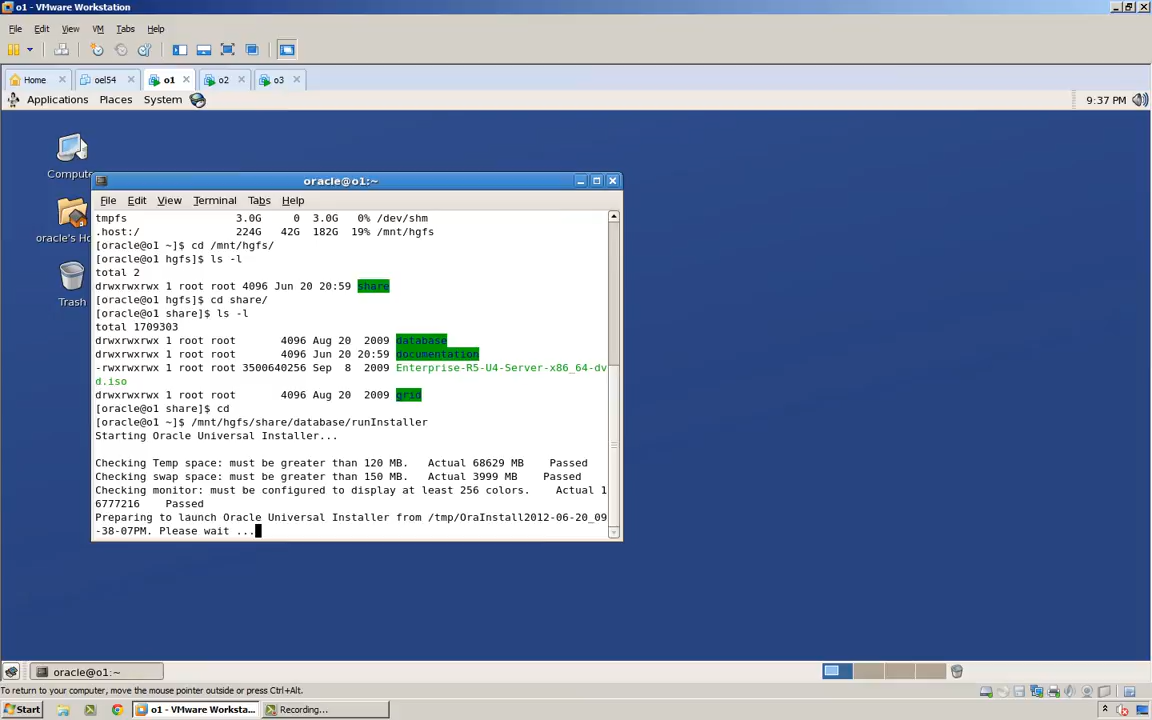 o1 - VMware Workstation
File Edit View VM Tabs Help
Home oel54 o1 o2 o3
Applications Places System 9:37 PM
Compute
oracle's Ho
Trash
oracle@o1:~
File Edit View Terminal Tabs Help
tmpfs 3.0G 0 3.0G 0% /dev/shm
.host:/ 224G 42G 182G 19% /mnt/hgfs
[oracle@o1 ~]$ cd /mnt/hgfs/
[oracle@o1 hgfs]$ ls -l
total 2
drwxrwxrwx 1 root root 4096 Jun 20 20:59 share
[oracle@o1 hgfs]$ cd share/
[oracle@o1 share]$ ls -l
total 1709303
drwxrwxrwx 1 root root 4096 Aug 20 2009 database
drwxrwxrwx 1 root root 4096 Jun 20 20:59 documentation
-rwxrwxrwx 1 root root 3500640256 Sep 8 2009 Enterprise-R5-U4-Server-x86_64-dv
d.iso
drwxrwxrwx 1 root root 4096 Aug 20 2009 grid
[oracle@o1 share]$ cd
[oracle@o1 ~]$ /mnt/hgfs/share/database/runInstaller
Starting Oracle Universal Installer...
Checking Temp space: must be greater than 120 MB. Actual 68629 MB Passed
Checking swap space: must be greater than 150 MB. Actual 3999 MB Passed
Checking monitor: must be configured to display at least 256 colors. Actual 1
6777216 Passed
Preparing to launch Oracle Universal Installer from /tmp/OraInstall2012-06-20_09
-38-07PM. Please wait ...
oracle@o1:~
To return to your computer, move the mouse pointer outside or press Ctrl+Alt.
Start o1 - VMware Worksta... Recording...